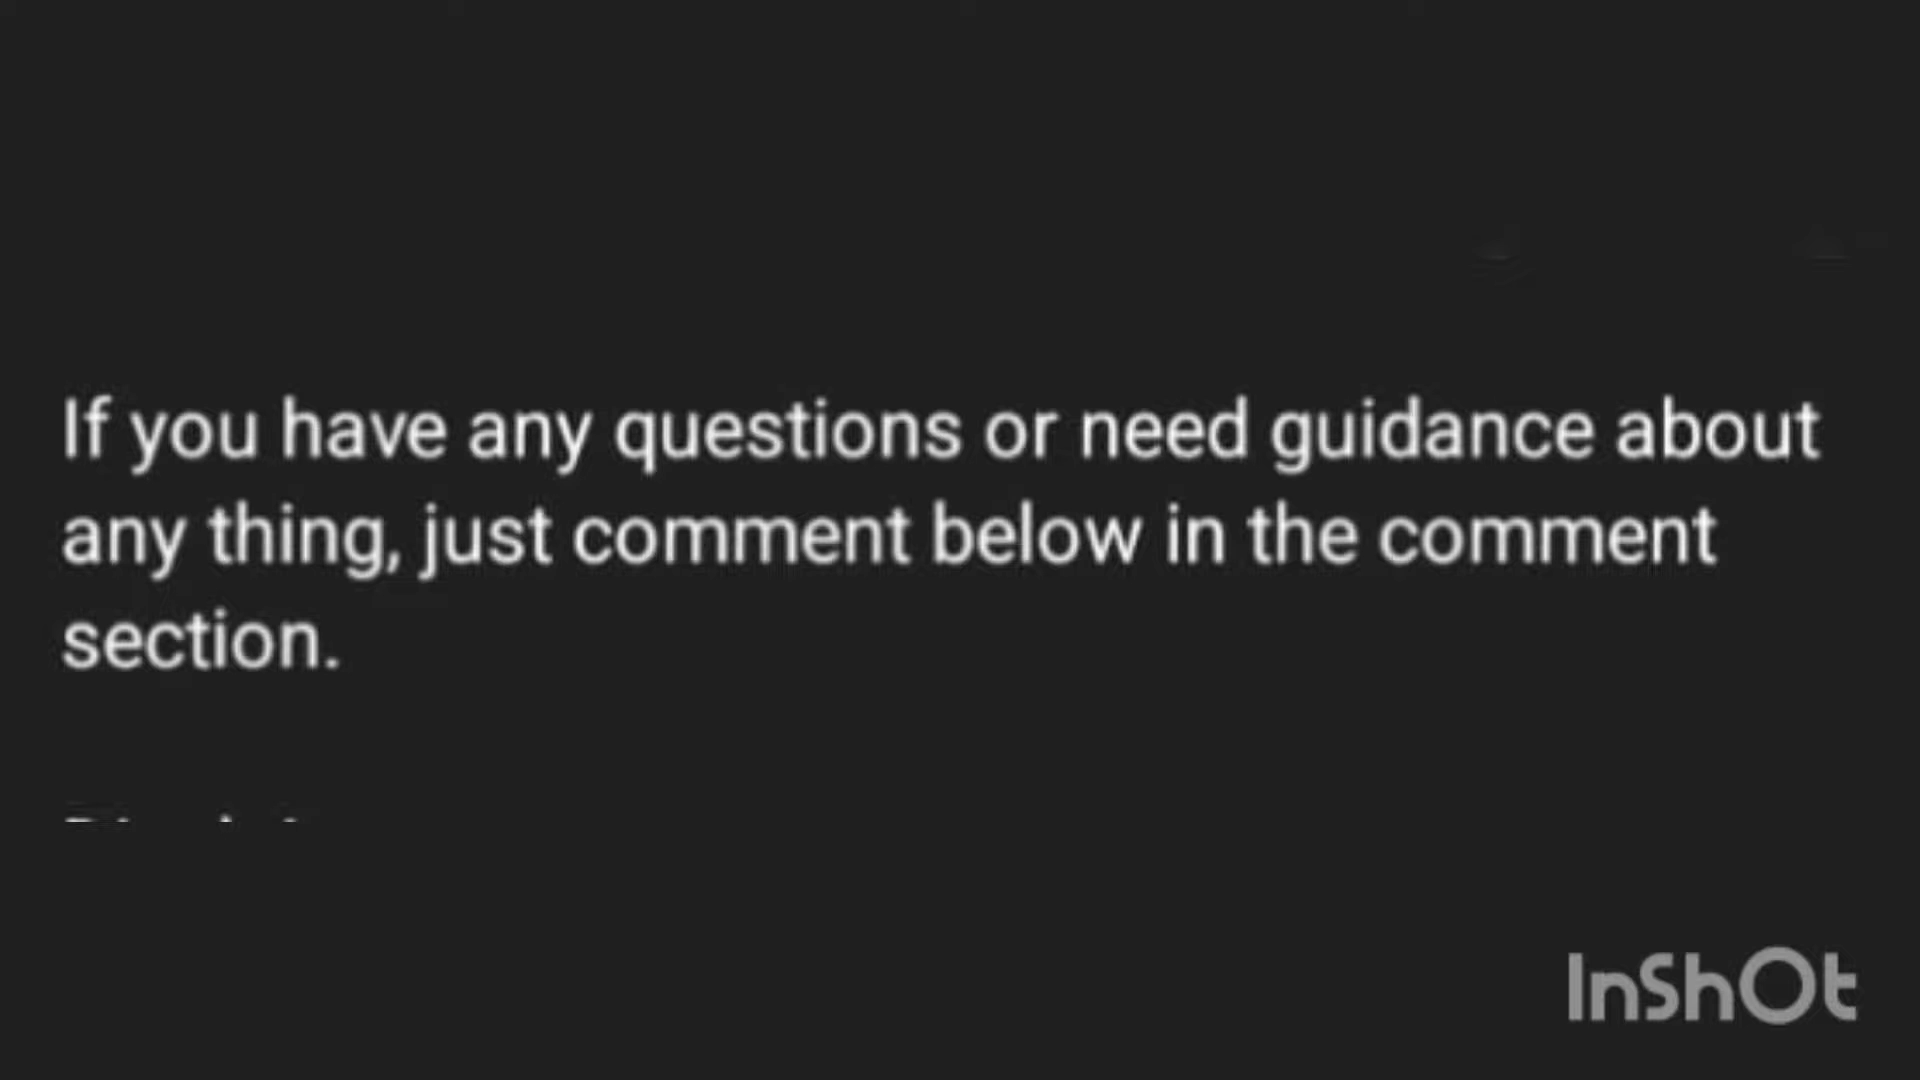 If you have any questions or need guidance about
any thing, just comment below in the comment
section.
InShOt